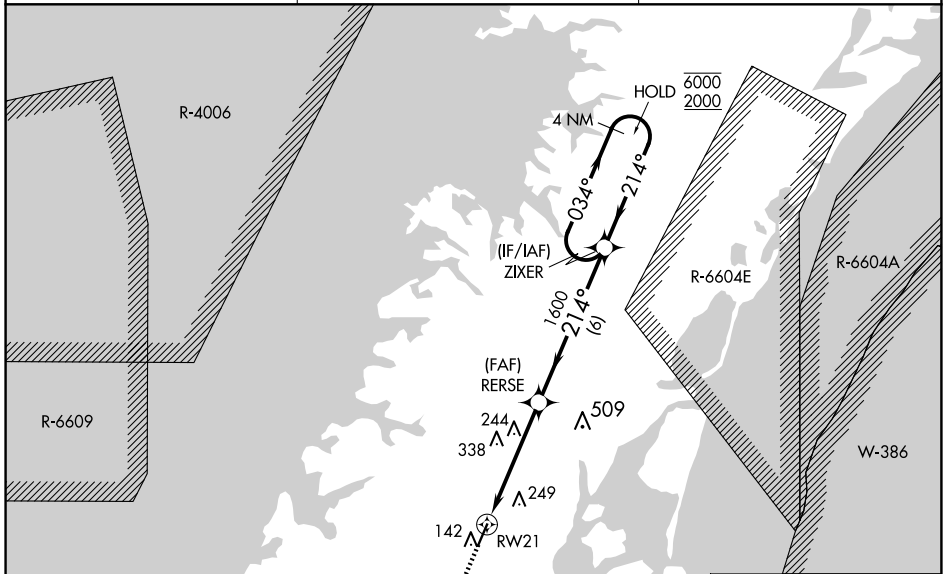 R-4006
HOLD
6000
2000
4 NM
034°
214°
(IF/IAF)
ZIXER
R-6604E
R-6604A
1600
214°
(6)
(FAF)
RERSE
R-6609
244
509
338
W-386
249
142
RW21